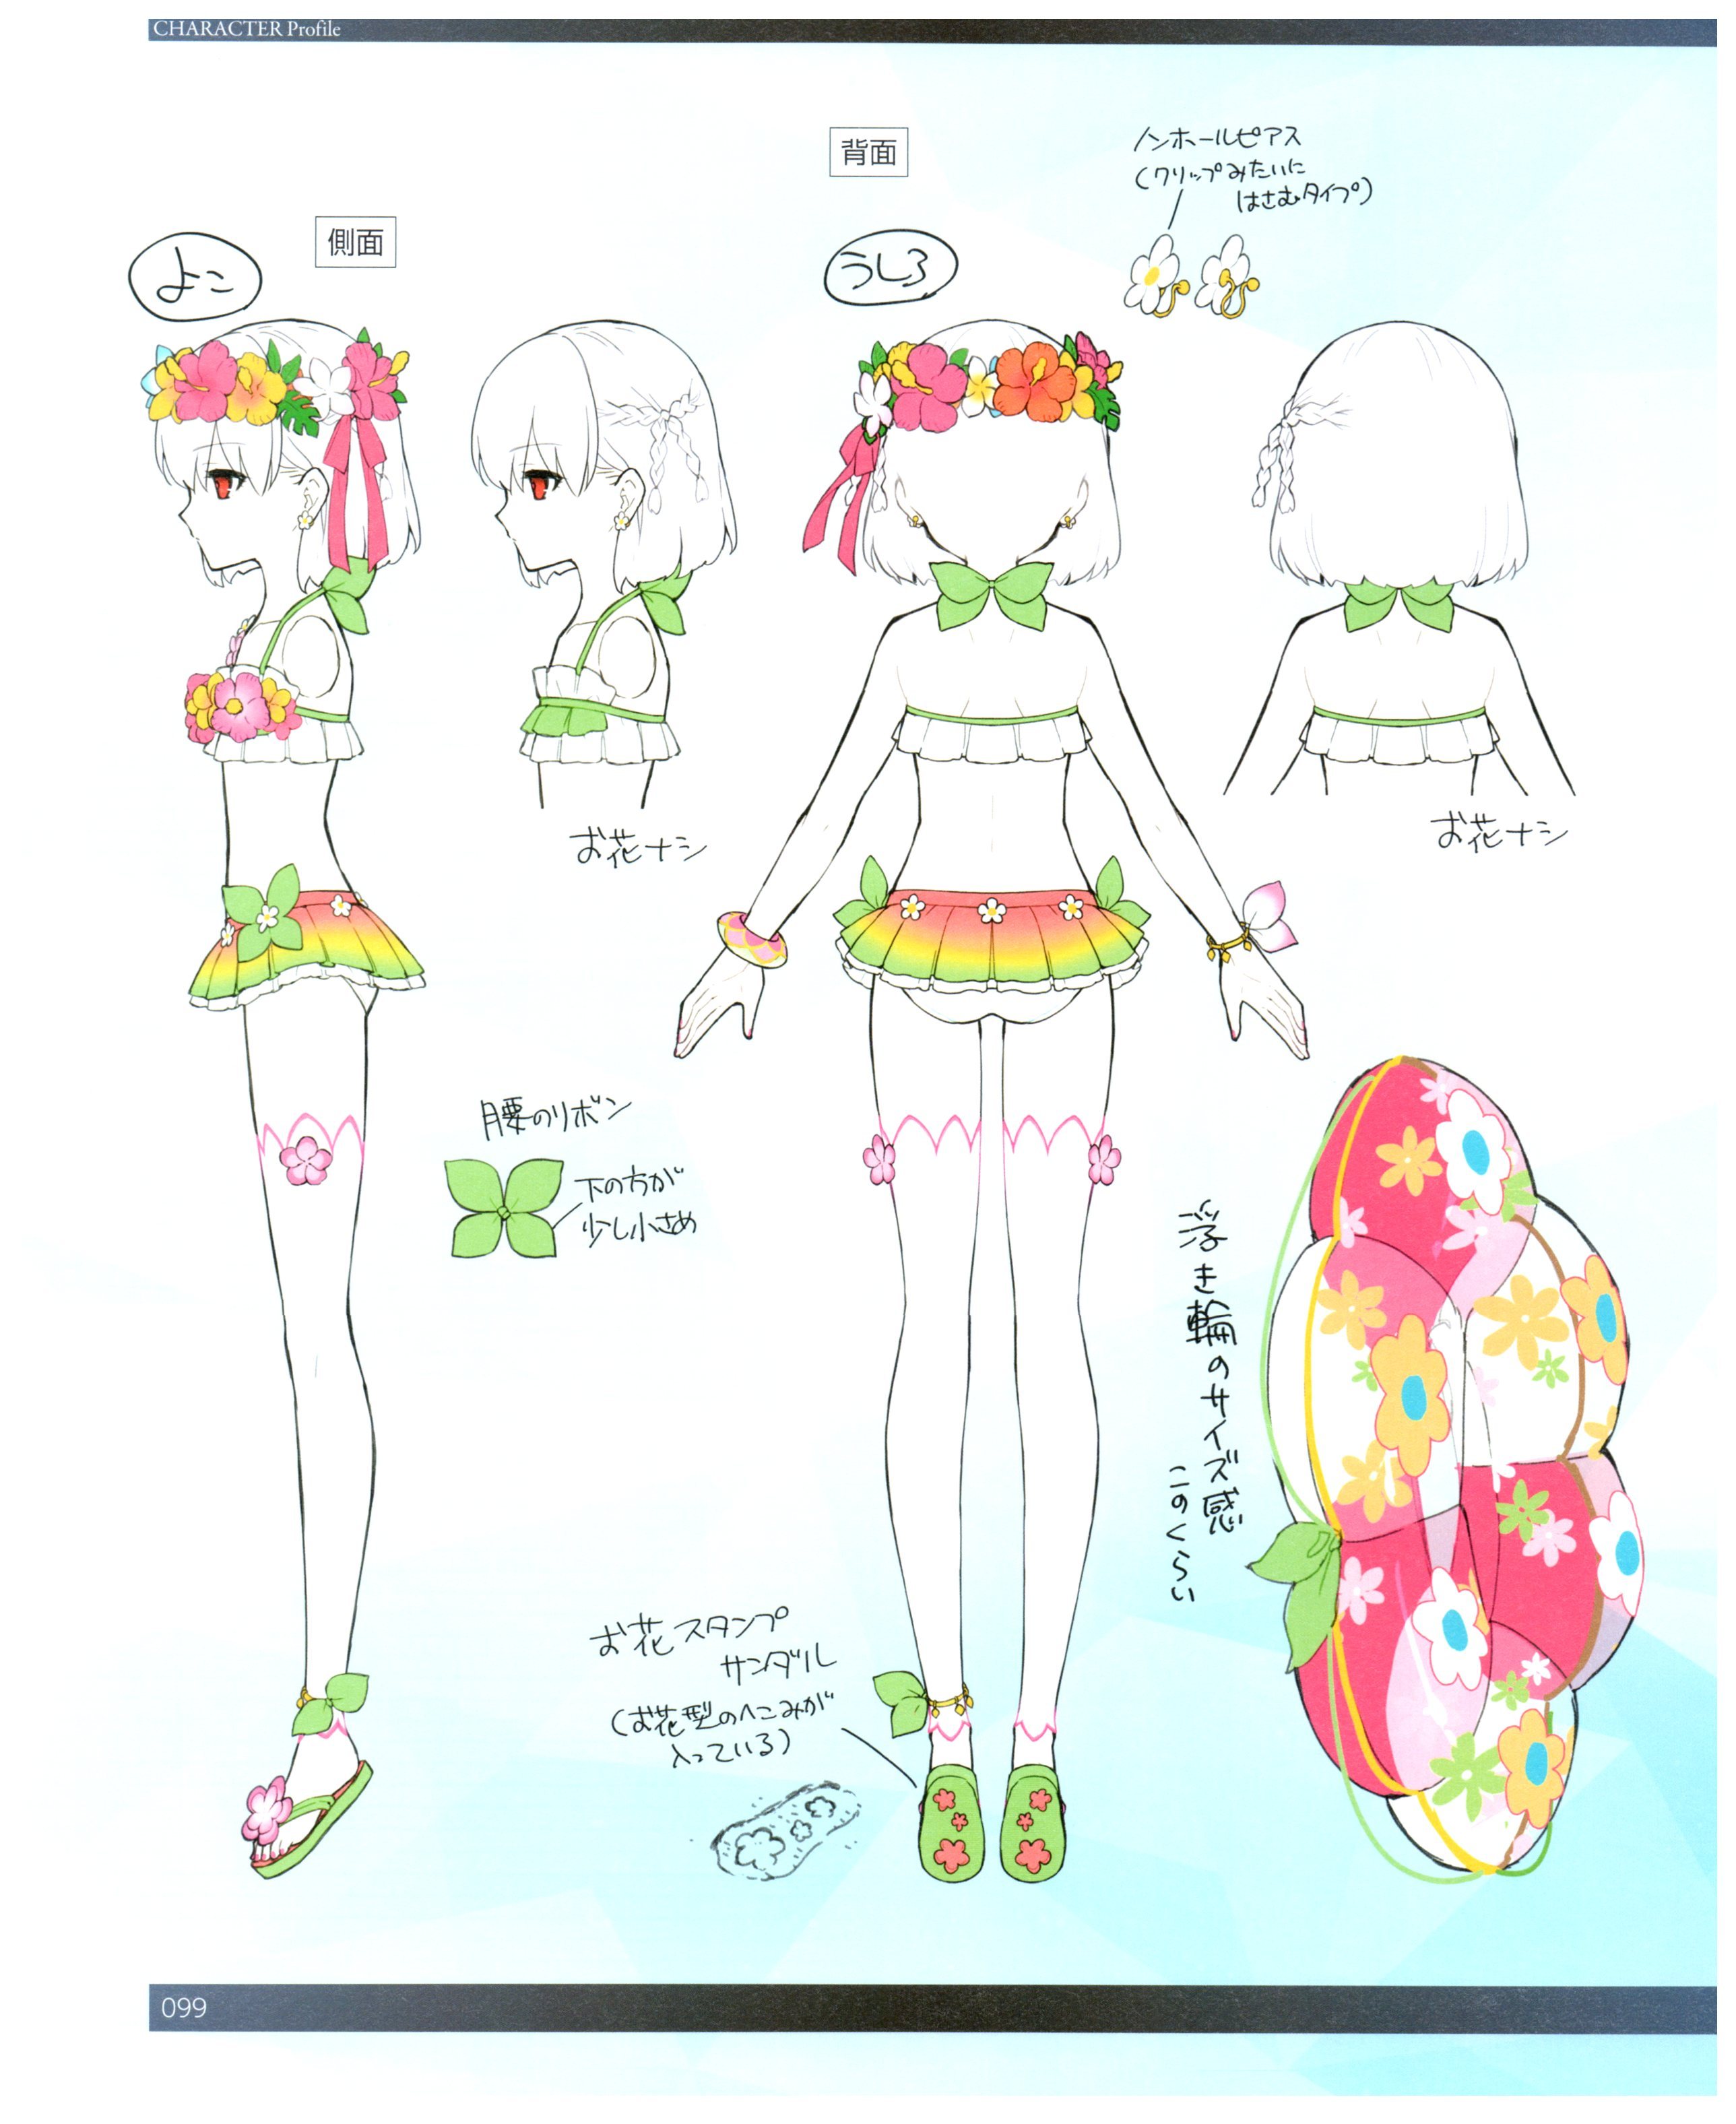 CHARACTER Profile
背面
ノンホールピアス
(クリップみたいに
はさむタイプ)
側面
よこ
うしろ
お花ナシ
お花ナシ
腰のリボン
下の方が
少し小さめ
浮き輪のサイズ感
このくらい
お花スタンプ
サンダル
(お花型のへこみが
入っている)
099